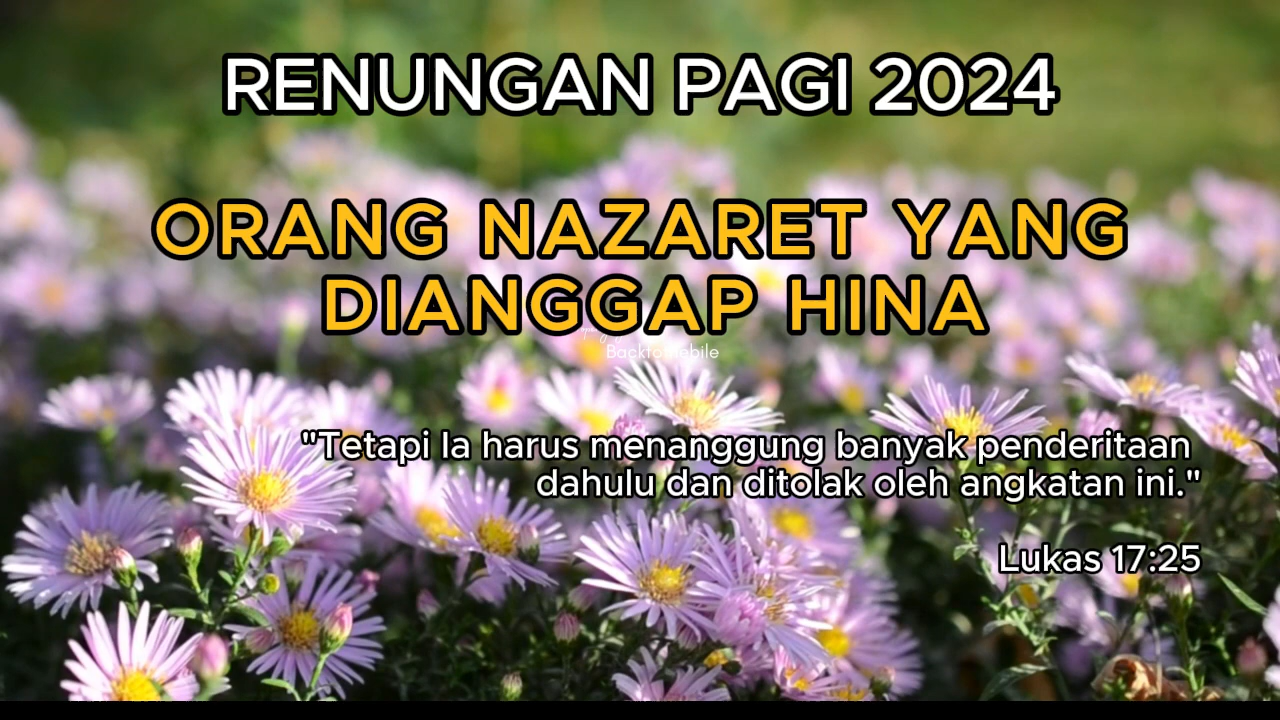 RENUNGAN PAGI 2024
ORANG NAZARET YANG
DIANGGAP HINA
"Tetapi Ia harus menanggung banyak penderitaan
dahulu dan ditolak oleh angkatan ini."
Lukas 17:25